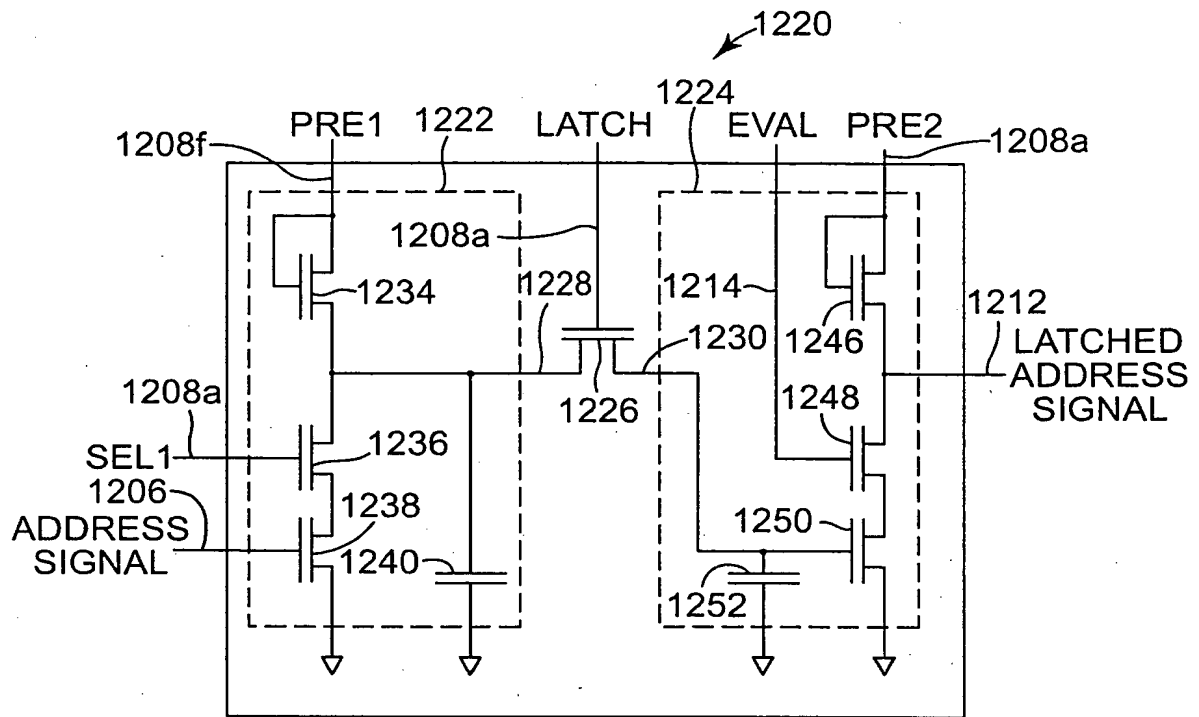 1220
1224
PRE1
1222
LATCH
EVAL
PRE2
1208f
1208a
1208a
1234
1228
1214
1230
1246
1212
LATCHED
ADDRESS
SIGNAL
1226
1208a
1248
SEL1
1236
1206
ADDRESS
SIGNAL
1238
1240
1250
1252